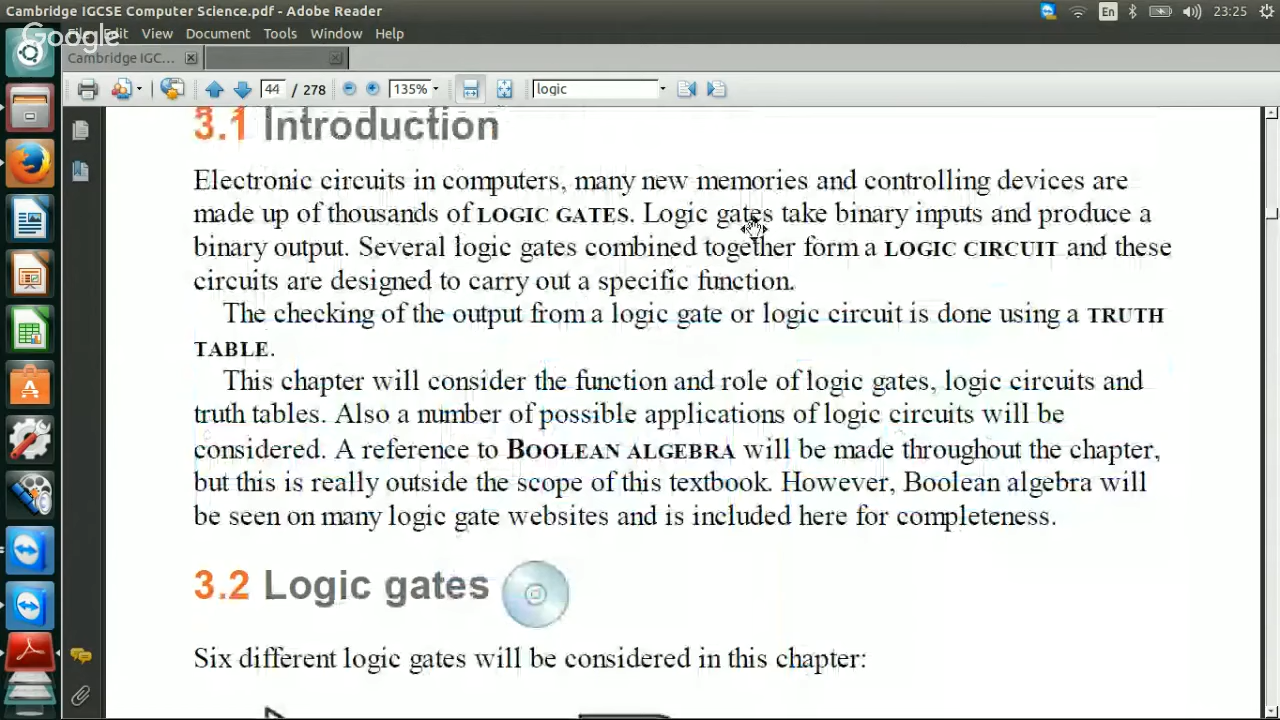 Cambridge IGCSE Computer Science.pdf - Adobe Reader
En
23:25
Google
File Edit View Document Tools Window Help
Cambridge IGC...
44 / 278
135%
logic
3.1 Introduction
Electronic circuits in computers, many new memories and controlling devices are
made up of thousands of LOGIC GATES. Logic gates take binary inputs and produce a
binary output. Several logic gates combined together form a LOGIC CIRCUIT and these
circuits are designed to carry out a specific function.
The checking of the output from a logic gate or logic circuit is done using a TRUTH
TABLE.
This chapter will consider the function and role of logic gates, logic circuits and
truth tables. Also a number of possible applications of logic circuits will be
considered. A reference to BOOLEAN ALGEBRA will be made throughout the chapter,
but this is really outside the scope of this textbook. However, Boolean algebra will
be seen on many logic gate websites and is included here for completeness.
3.2 Logic gates
Six different logic gates will be considered in this chapter: